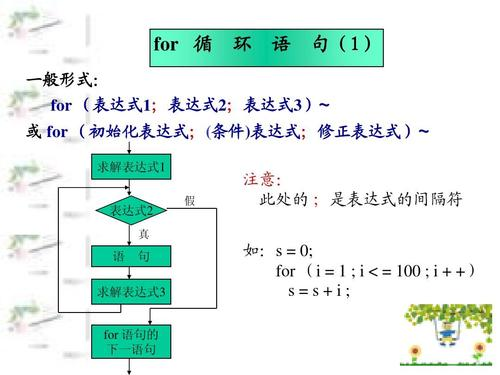 for 循 环 语 句(1)
一般形式:
for (表达式1; 表达式2; 表达式3)~
或 for (初始化表达式; (条件)表达式; 修正表达式)~
求解表达式1
表达式2
假
真
语 句
求解表达式3
for 语句的
下一语句
注意:
此处的 ; 是表达式的间隔符
如: s = 0;
for (i = 1 ; i < = 100 ; i + +)
s = s + i ;